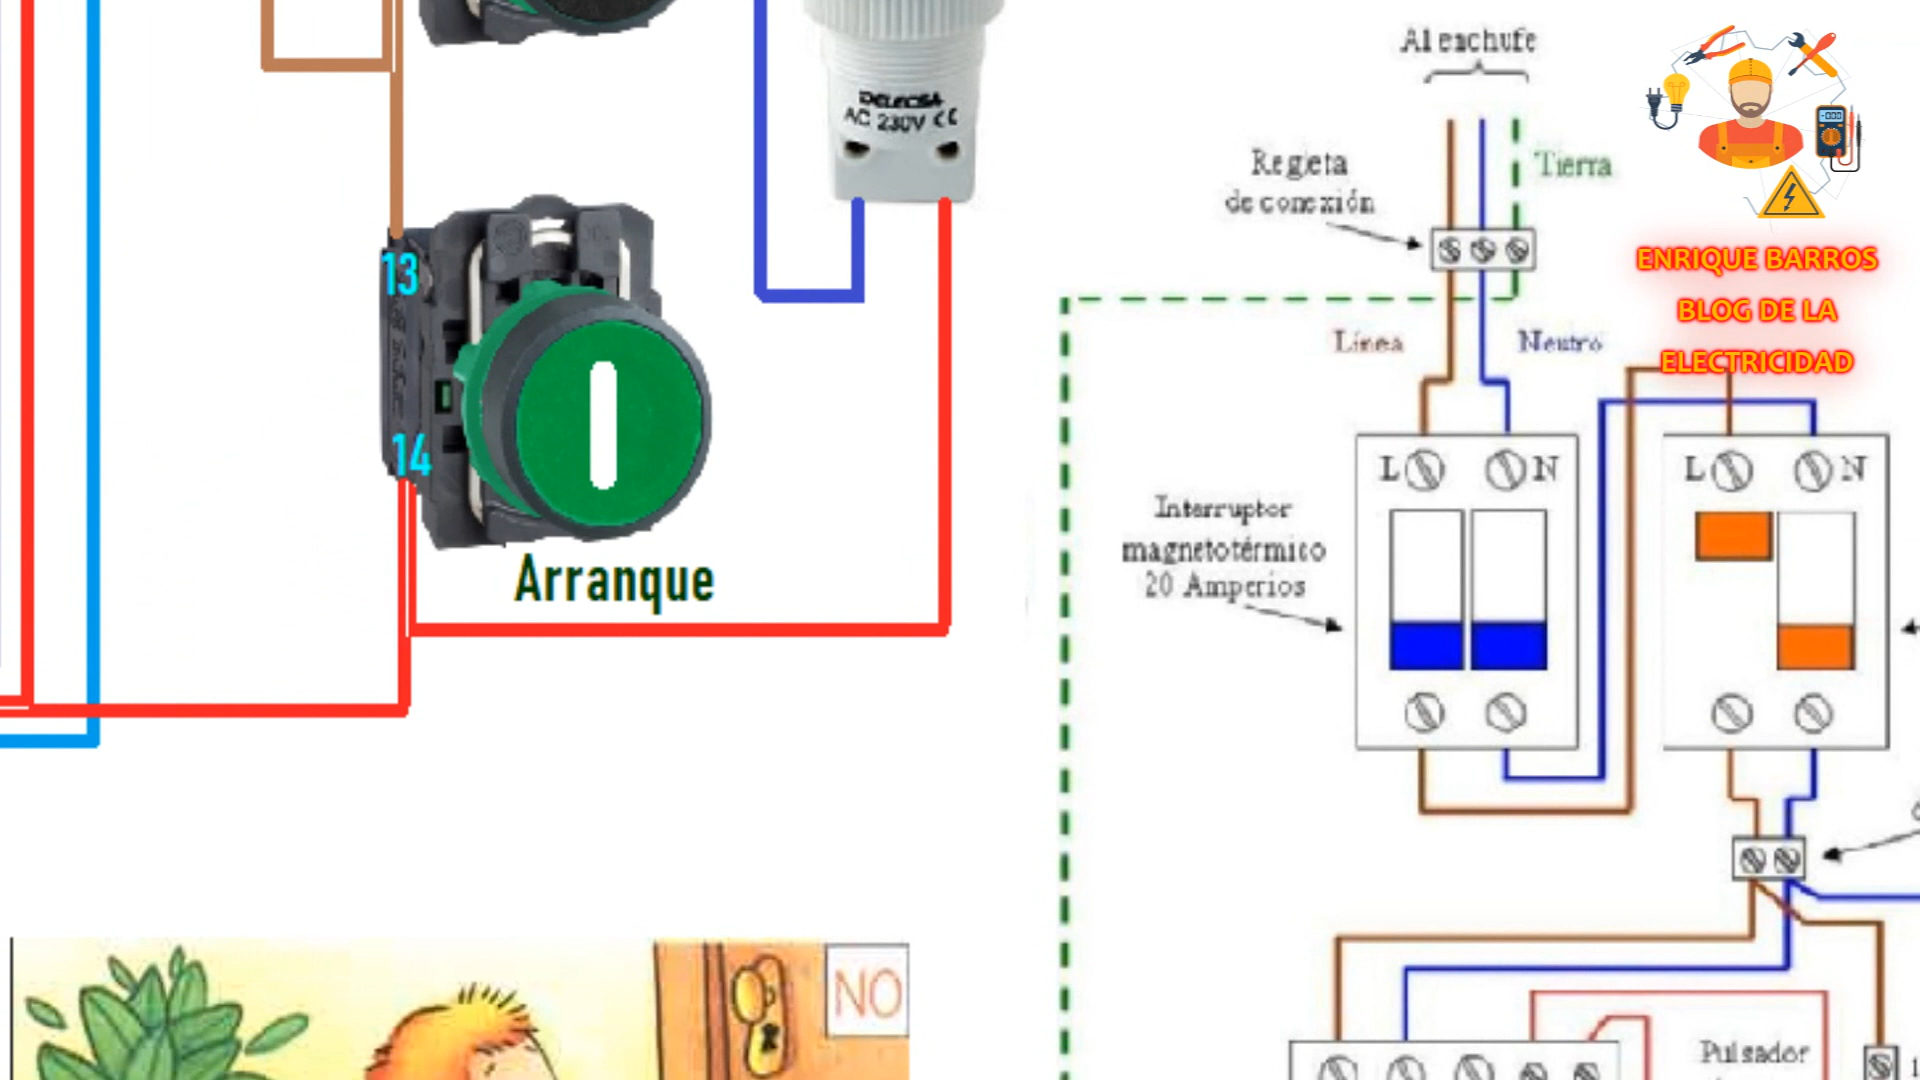 DELECSA
AC 230V CE
13
14
Arranque
NO
Al enchufe
Regleta
de conexión
Tierra
Línea
Neutro
L
N
L
N
Interruptor
magnetotérmico
20 Amperios
Pulsador
ENRIQUE BARROS
BLOG DE LA
ELECTRICIDAD